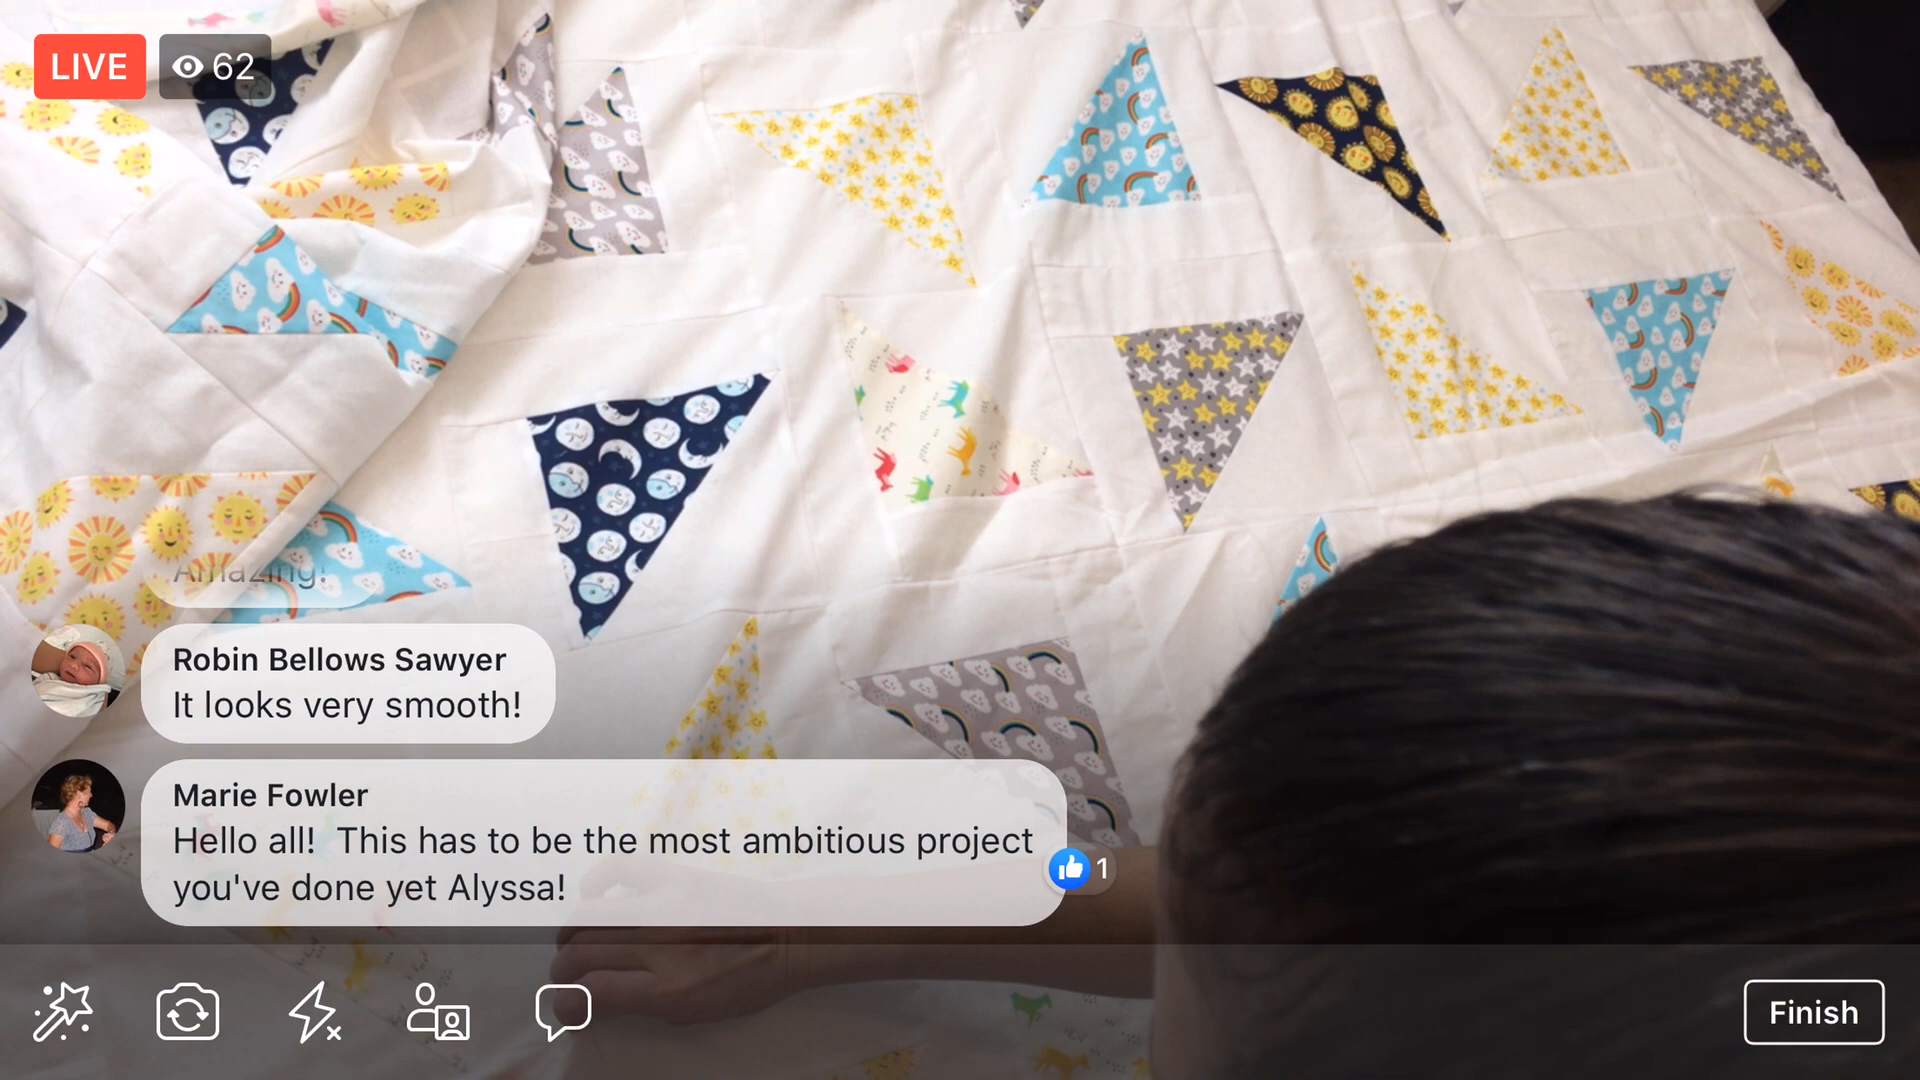 LIVE 62
Amazing!
Robin Bellows Sawyer
It looks very smooth!
Marie Fowler
Hello all!  This has to be the most ambitious project
you've done yet Alyssa!
1
Finish